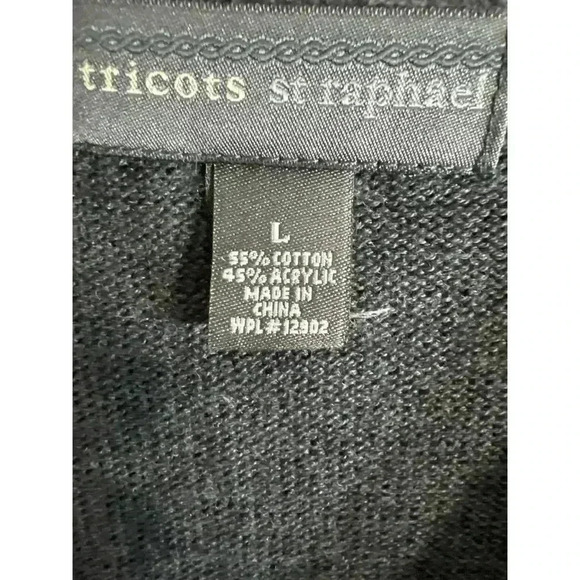 tricots st raphael
L
55% COTTON
45% ACRYLIC
MADE IN
CHINA
WPL#12902